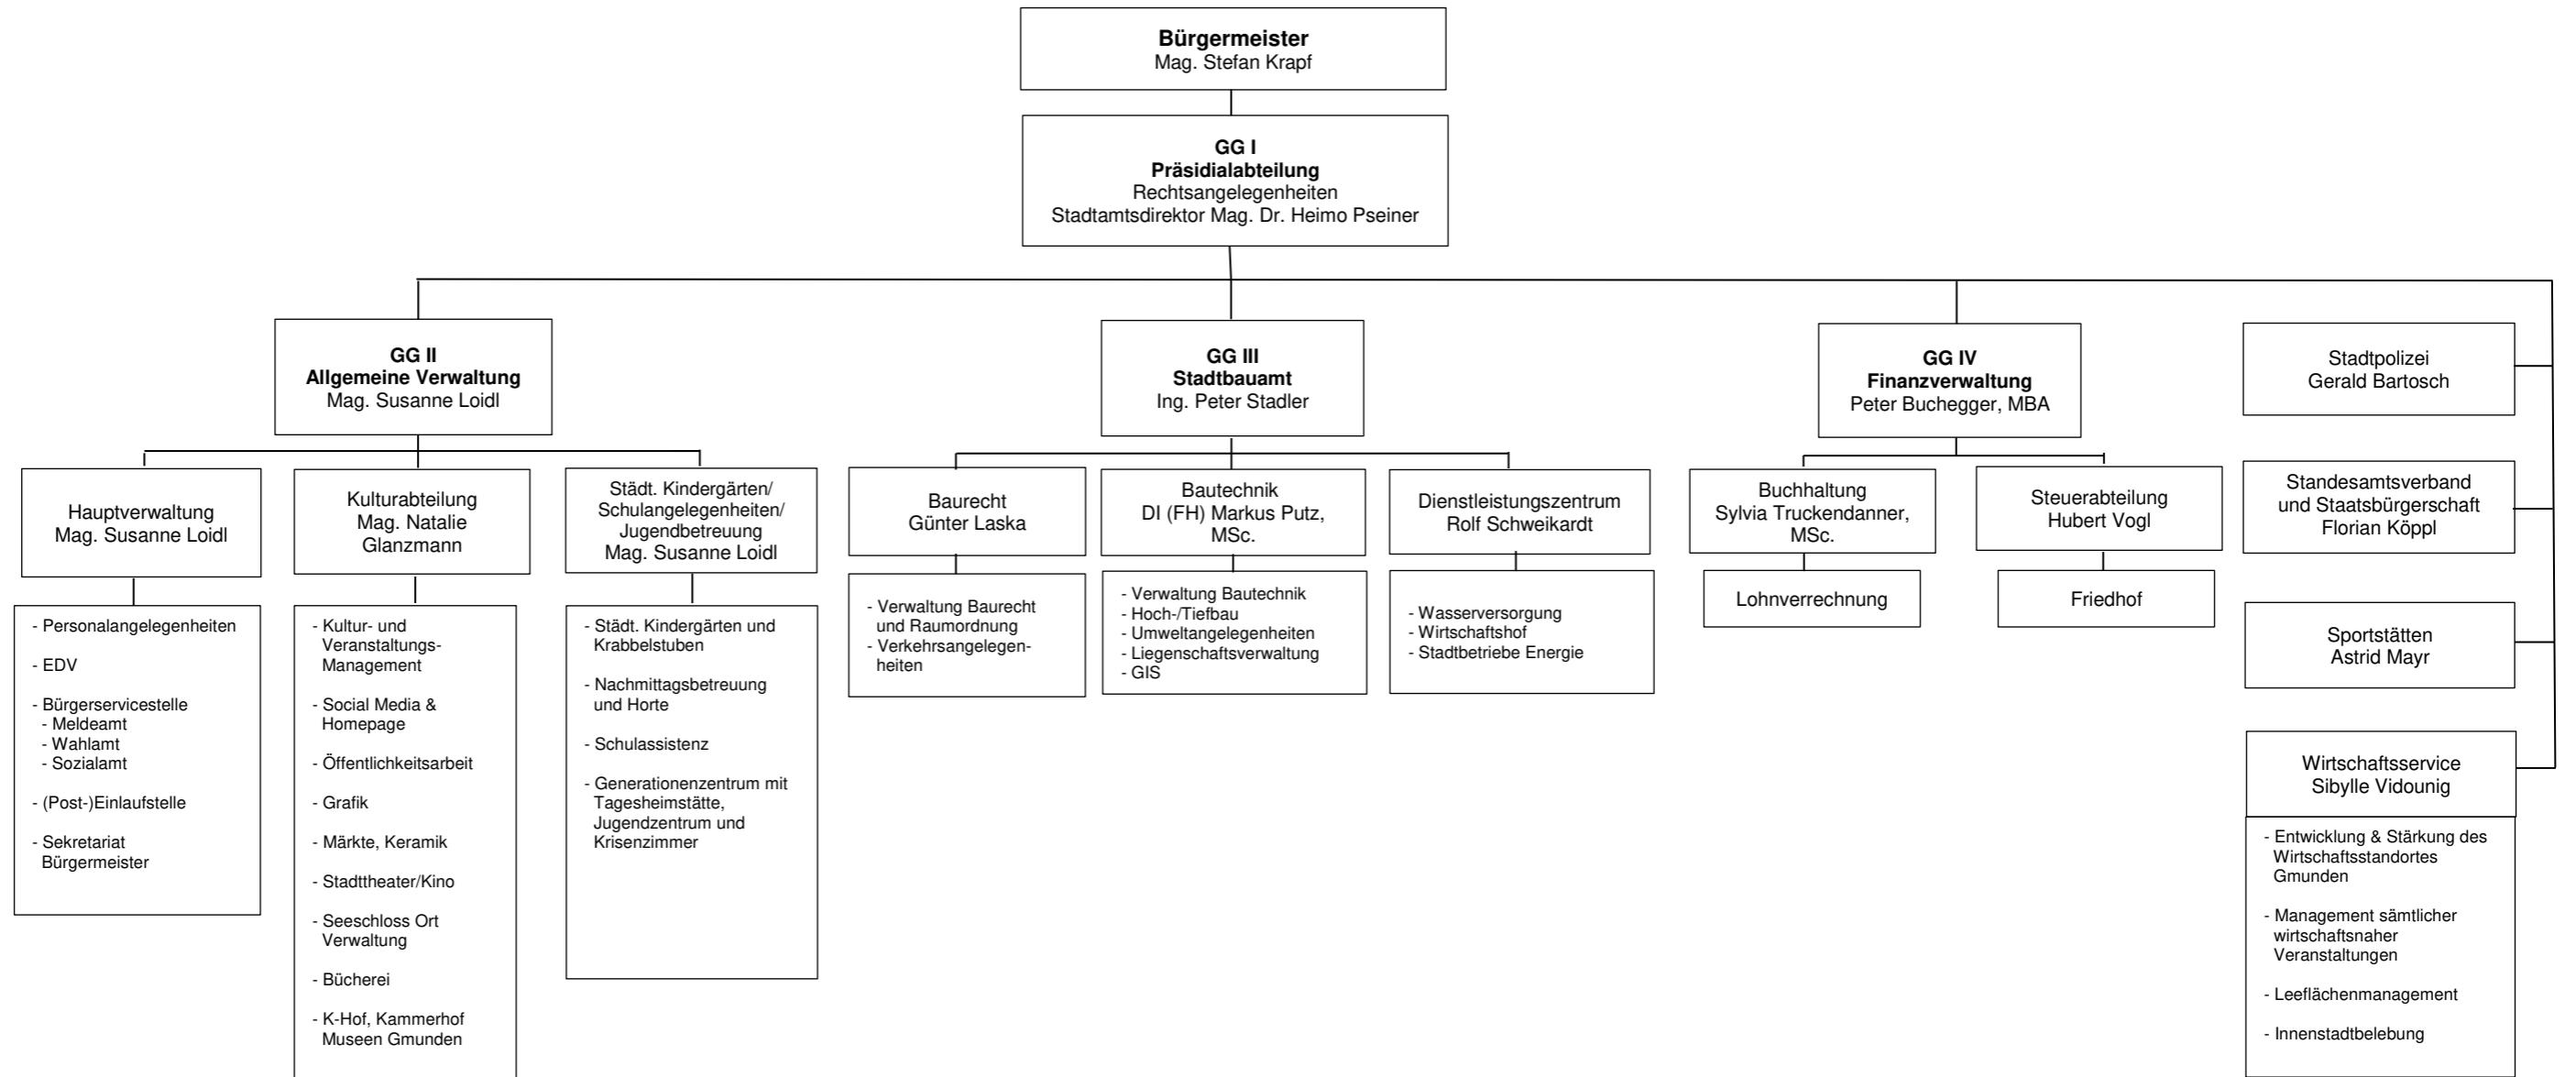 Bürgermeister
Mag. Stefan Krapf
GG I
Präsidialabteilung
Rechtsangelegenheiten
Stadtamtsdirektor Mag. Dr. Heimo Pseiner
GG II
Allgemeine Verwaltung
Mag. Susanne Loidl
GG III
Stadtbauamt
Ing. Peter Stadler
GG IV
Finanzverwaltung
Peter Buchegger, MBA
Stadtpolizei
Gerald Bartosch
Hauptverwaltung
Mag. Susanne Loidl
Kulturabteilung
Mag. Natalie
Glanzmann
Städt. Kindergärten/
Schulangelegenheiten/
Jugendbetreuung
Mag. Susanne Loidl
Baurecht
Günter Laska
Bautechnik
DI (FH) Markus Putz,
MSc.
Dienstleistungszentrum
Rolf Schweikardt
Buchhaltung
Sylvia Truckendanner,
MSc.
Steuerabteilung
Hubert Vogl
Standesamtsverband
und Staatsbürgerschaft
Florian Köppl
- Personalangelegenheiten
- EDV
- Bürgerservicestelle
- Meldeamt
- Wahlamt
- Sozialamt
- (Post-)Einlaufstelle
- Sekretariat
Bürgermeister
- Kultur- und
Veranstaltungs-
Management
- Social Media &
Homepage
- Öffentlichkeitsarbeit
- Grafik
- Märkte, Keramik
- Stadttheater/Kino
- Seeschloss Ort
Verwaltung
- Bücherei
- K-Hof, Kammerhof
Museen Gmunden
- Städt. Kindergärten und
Krabbelstuben
- Nachmittagsbetreuung
und Horte
- Schulassistenz
- Generationenzentrum mit
Tagesheimstätte,
Jugendzentrum und
Krisenzimmer
- Verwaltung Baurecht
und Raumordnung
- Verkehrsangelegen-
heiten
- Verwaltung Bautechnik
- Hoch-/Tiefbau
- Umweltangelegenheiten
- Liegenschaftsverwaltung
- GIS
- Wasserversorgung
- Wirtschaftshof
- Stadtbetriebe Energie
Lohnverrechnung
Friedhof
Sportstätten
Astrid Mayr
Wirtschaftsservice
Sibylle Vidounig
- Entwicklung & Stärkung des
Wirtschaftsstandortes
Gmunden
- Management sämtlicher
wirtschaftsnaher
Veranstaltungen
- Leeflächenmanagement
- Innenstadtbelebung